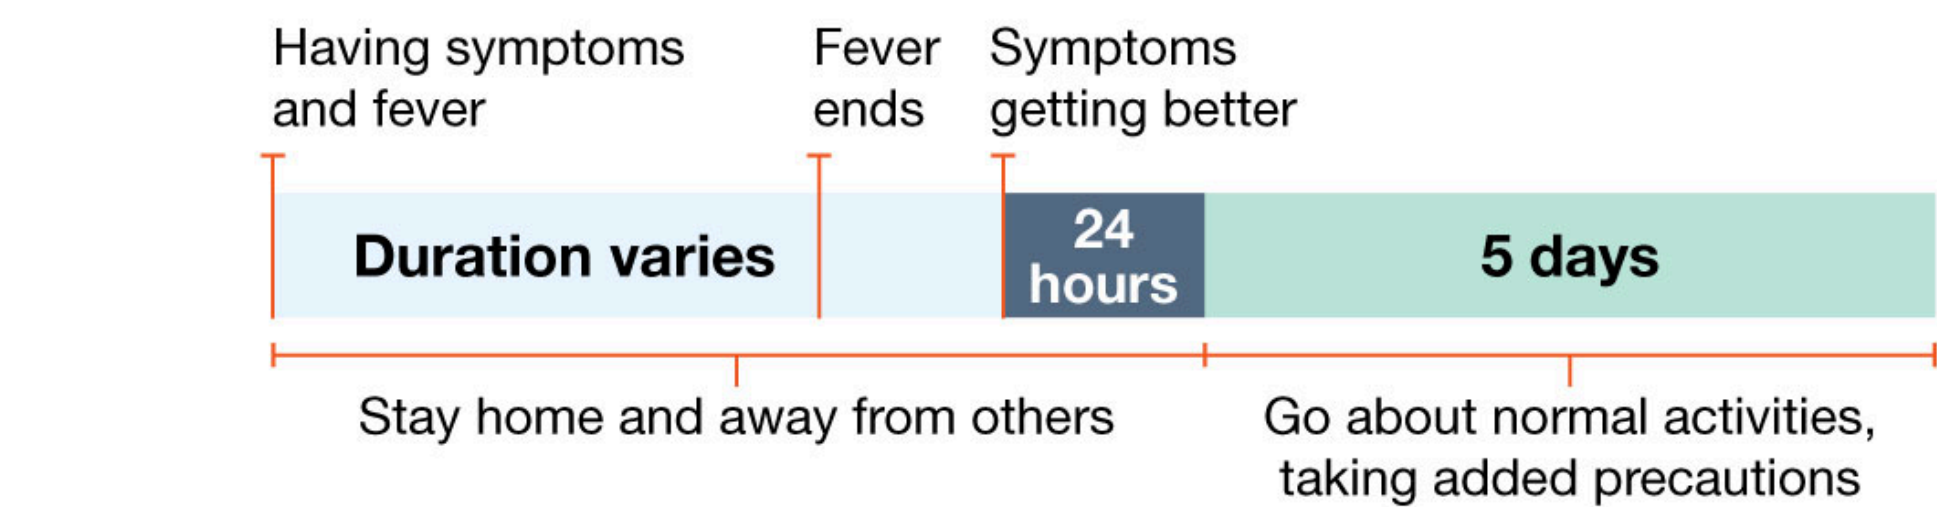 Having symptoms
and fever
Fever
ends
Symptoms
getting better
Duration varies
24
hours
5 days
Stay home and away from others
Go about normal activities,
taking added precautions